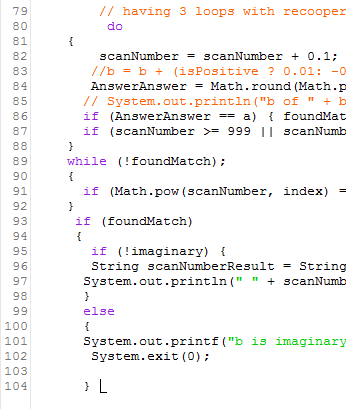 79 // having 3 loops with recooper
80 do
81 {
82 scanNumber = scanNumber + 0.1;
83 //b = b + (isPositive ? 0.01: -0
84 AnswerAnswer = Math.round(Math.p
85 // System.out.println("b of " + b
86 if (AnswerAnswer == a) { foundMat
87 if (scanNumber >= 999 || scanNumb
88 }
89 while (!foundMatch);
90 {
91 if (Math.pow(scanNumber, index) =
92 }
93 if (foundMatch)
94 {
95 if (!imaginary) {
96 String scanNumberResult = String
97 System.out.println(" " + scanNumb
98 }
99 else
100 {
101 System.out.printf("b is imaginary
102 System.exit(0);
103
104 }